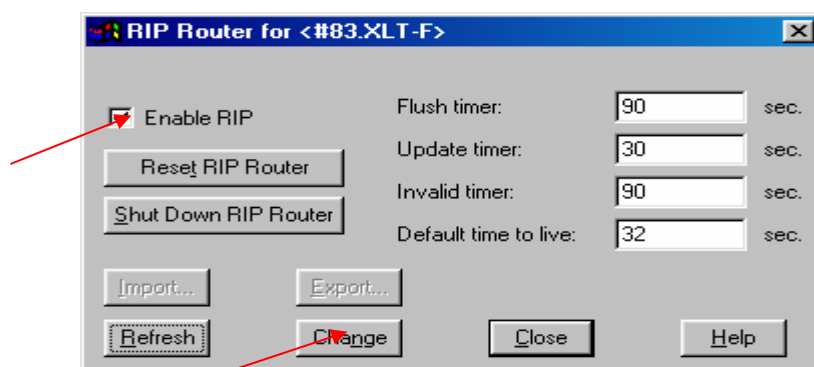 RIP Router for <#83.XLT-F>
Enable RIP
Reset RIP Router
Shut Down RIP Router
Flush timer: 90 sec.
Update timer: 30 sec.
Invalid timer: 90 sec.
Default time to live: 32 sec.
Import... Export...
Refresh Change Close Help